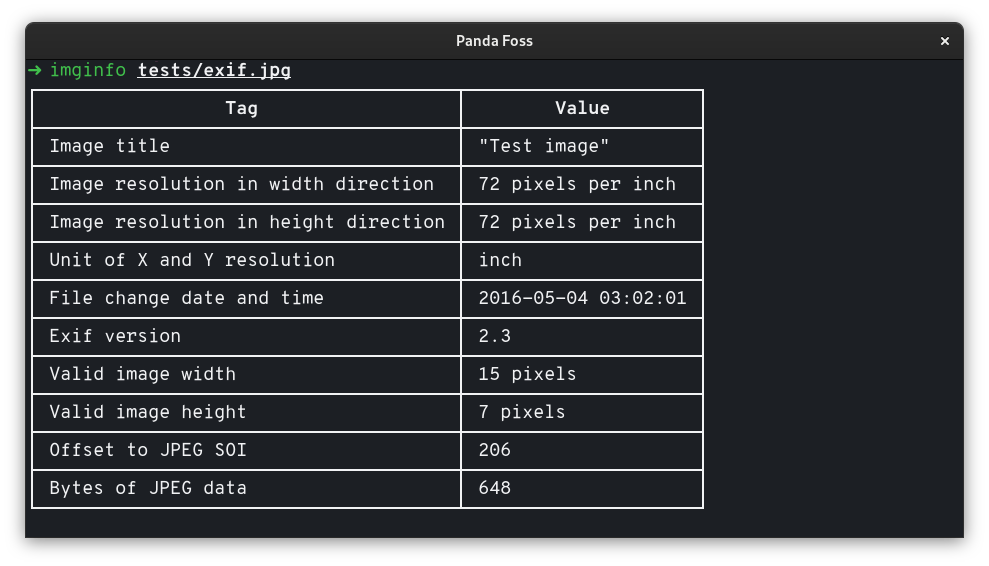 Panda Foss
×
➜ imginfo tests/exif.jpg
Tag Value
Image title "Test image"
Image resolution in width direction 72 pixels per inch
Image resolution in height direction 72 pixels per inch
Unit of X and Y resolution inch
File change date and time 2016-05-04 03:02:01
Exif version 2.3
Valid image width 15 pixels
Valid image height 7 pixels
Offset to JPEG SOI 206
Bytes of JPEG data 648